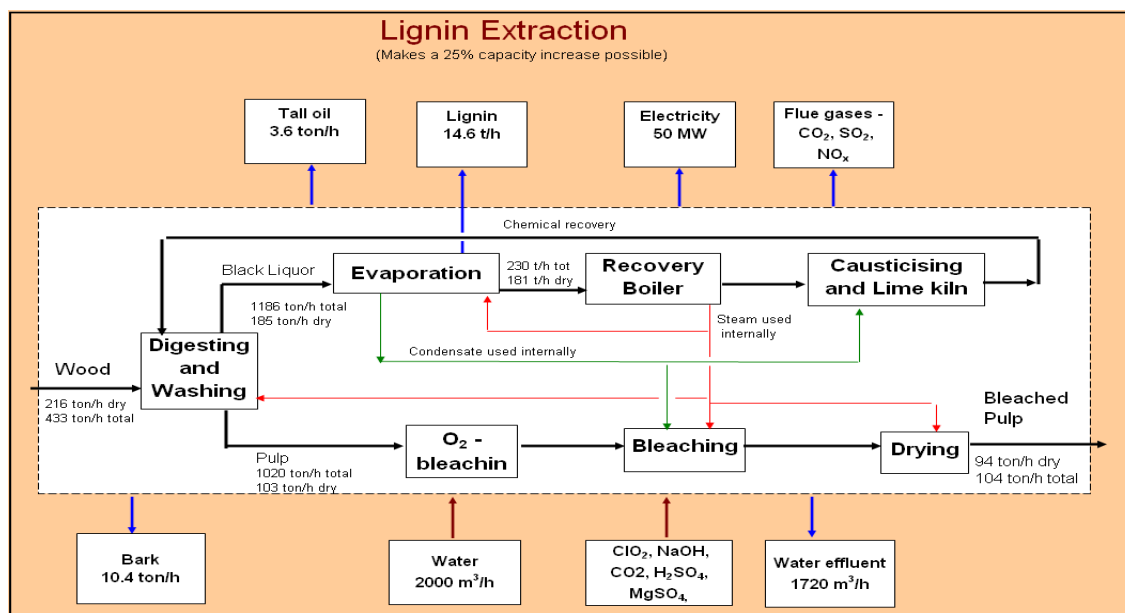 Lignin Extraction
(Makes a 25% capacity increase possible)
Tall oil
3.6 ton/h
Lignin
14.6 t/h
Electricity
50 MW
Flue gases -
CO₂, SO₂,
NOₓ
Chemical recovery
Black Liquor
Evaporation
230 t/h tot
181 t/h dry
Recovery
Boiler
Causticising
and Lime kiln
1186 ton/h total
185 ton/h dry
Steam used
internally
Digesting
and
Washing
Condensate used internally
Wood
216 ton/h dry
433 ton/h total
Bleached
Pulp
O₂ -
bleachin
Bleaching
Drying
Pulp
1020 ton/h total
103 ton/h dry
94 ton/h dry
104 ton/h total
Bark
10.4 ton/h
Water
2000 m³/h
ClO₂, NaOH,
CO2, H₂SO₄,
MgSO₄,
Water effluent
1720 m³/h